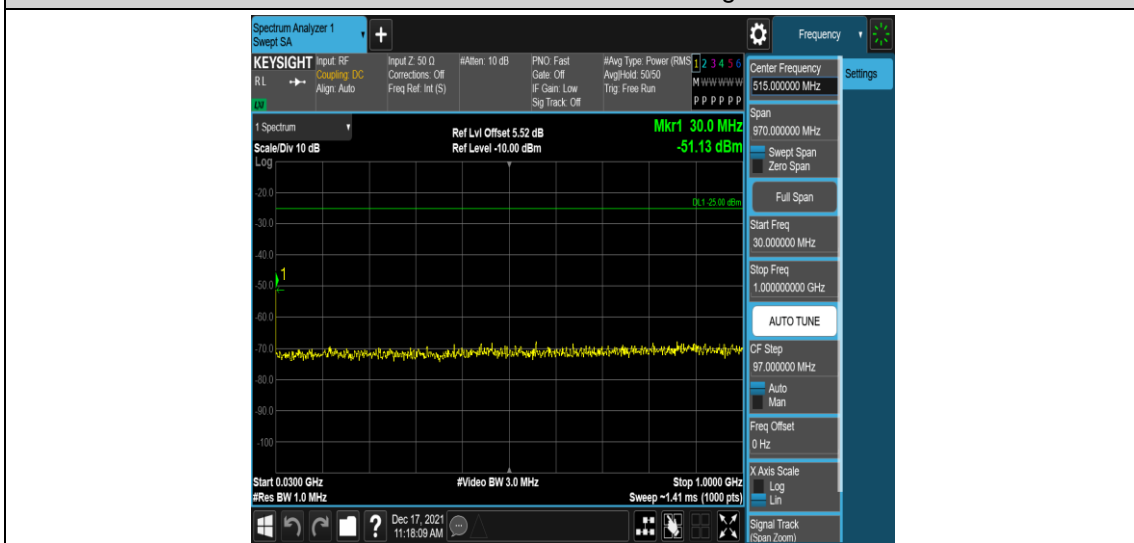 Spectrum Analyzer 1
Swept SA
+
Frequency
KEYSIGHT
RL
LXI
Input: RF
Coupling: DC
Align: Auto
Input Z: 50 Ω
Corrections: Off
Freq Ref: Int (S)
#Atten: 10 dB
PNO: Fast
Gate: Off
IF Gain: Low
Sig Track: Off
#Avg Type: Power (RMS
Avg|Hold: 50/50
Trig: Free Run
1 2 3 4 5 6
M W W W W W
P P P P P P
1 Spectrum
Scale/Div 10 dB
Ref Lvl Offset 5.52 dB
Ref Level -10.00 dBm
Mkr1 30.0 MHz
-51.13 dBm
Log
DL1 -25.00 dBm
1
-20.0
-30.0
-40.0
-50.0
-60.0
-70.0
-80.0
-90.0
-100
Start 0.0300 GHz
#Res BW 1.0 MHz
#Video BW 3.0 MHz
Stop 1.0000 GHz
Sweep ~1.41 ms (1000 pts)
?
Dec 17, 2021
11:18:09 AM
Center Frequency
515.000000 MHz
Settings
Span
970.000000 MHz
Swept Span
Zero Span
Full Span
Start Freq
30.000000 MHz
Stop Freq
1.000000000 GHz
AUTO TUNE
CF Step
97.000000 MHz
Auto
Man
Freq Offset
0 Hz
X Axis Scale
Log
Lin
Signal Track
(Span Zoom)